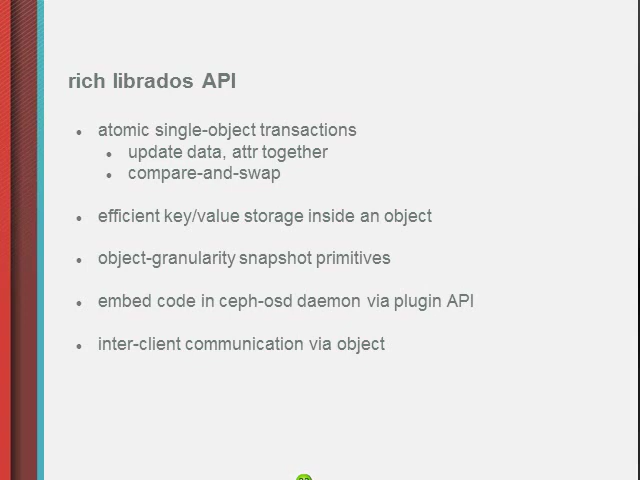 rich librados API
• atomic single-object transactions
• update data, attr together
• compare-and-swap
• efficient key/value storage inside an object
• object-granularity snapshot primitives
• embed code in ceph-osd daemon via plugin API
• inter-client communication via object